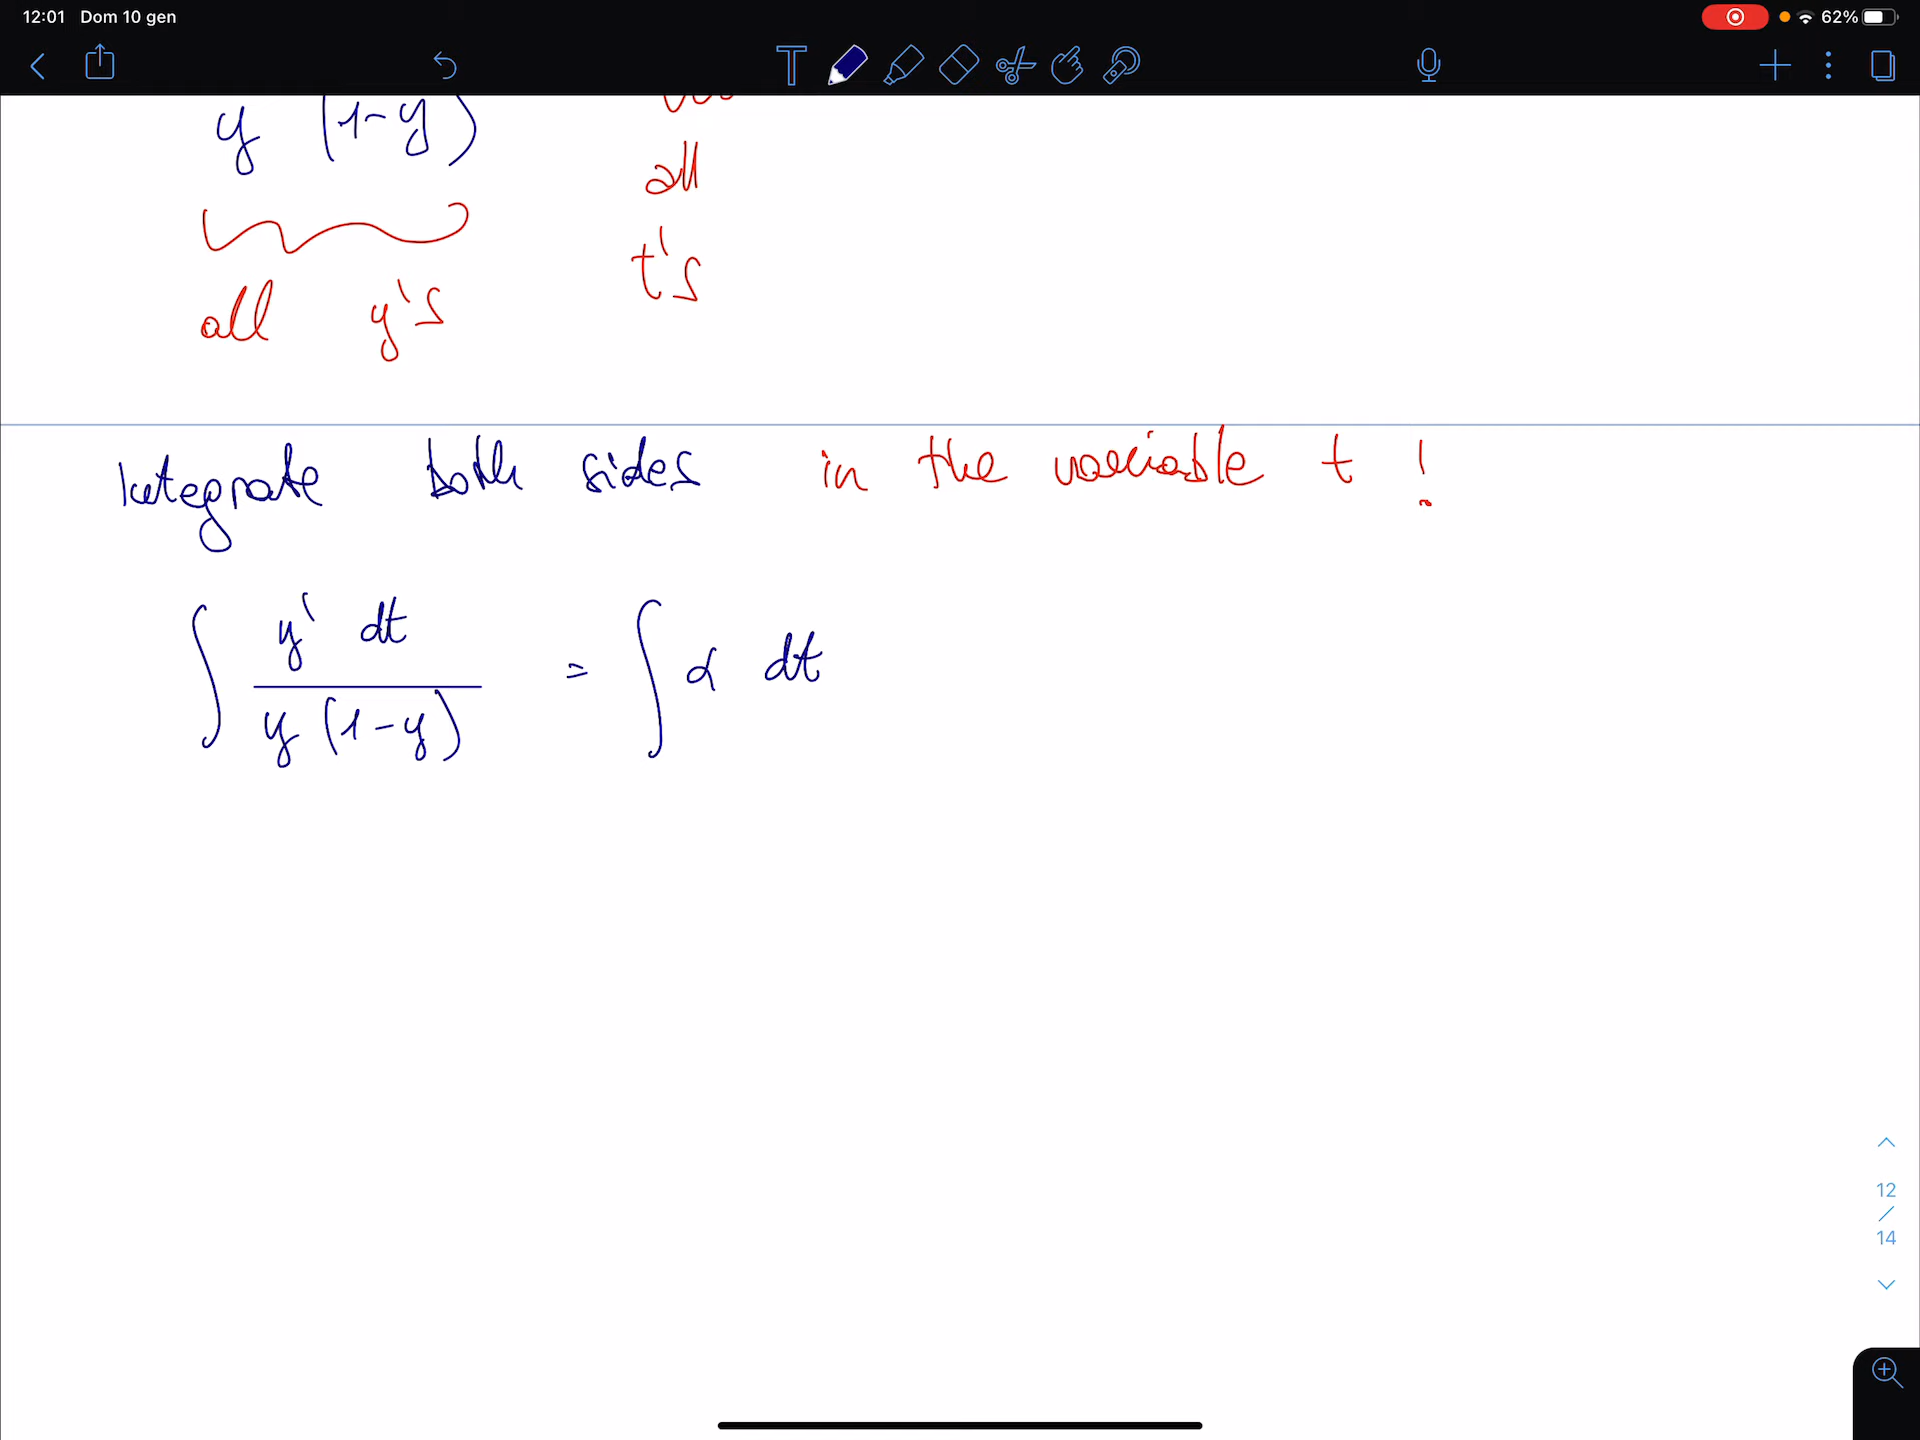 12:01 Dom 10 gen 62%
y (1-y)
all
t's
all y's
Integrate both sides in the variable t !
∫ y' dt / y (1-y) = ∫ α dt
12
/
14